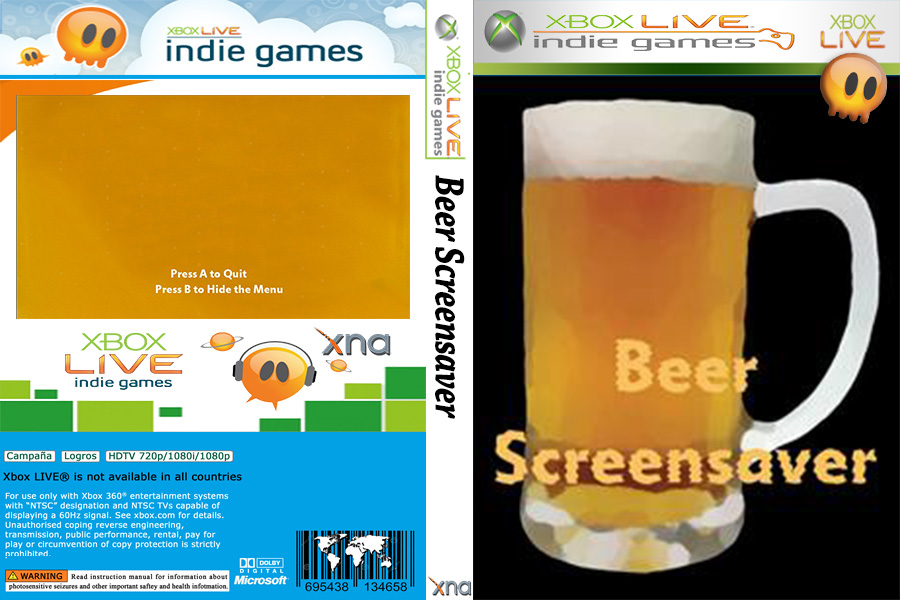 XBOX LIVE
indie games
Press A to Quit
Press B to Hide the Menu
XBOX
LIVE
indie games
xna
Campaña Logros HDTV 720p/1080i/1080p
Xbox LIVE® is not available in all countries
For use only with Xbox 360® entertainment systems
with "NTSC" designation and NTSC TVs capable of
displaying a 60Hz signal. See xbox.com for details.
Unauthorised coping reverse engineering,
transmission, public performance, rental, pay for
play or circumvention of copy protection is strictly
prohibited.
WARNING Read instruction manual for information about
photosensitive seizures and other important saftey and health infotmation.
DOLBY
DIGITAL
Microsoft
695438 134658
XBOX LIVE
indie games
Beer Screensaver
xna
XBOX LIVE
indie games
XBOX
LIVE
Beer
Screensaver